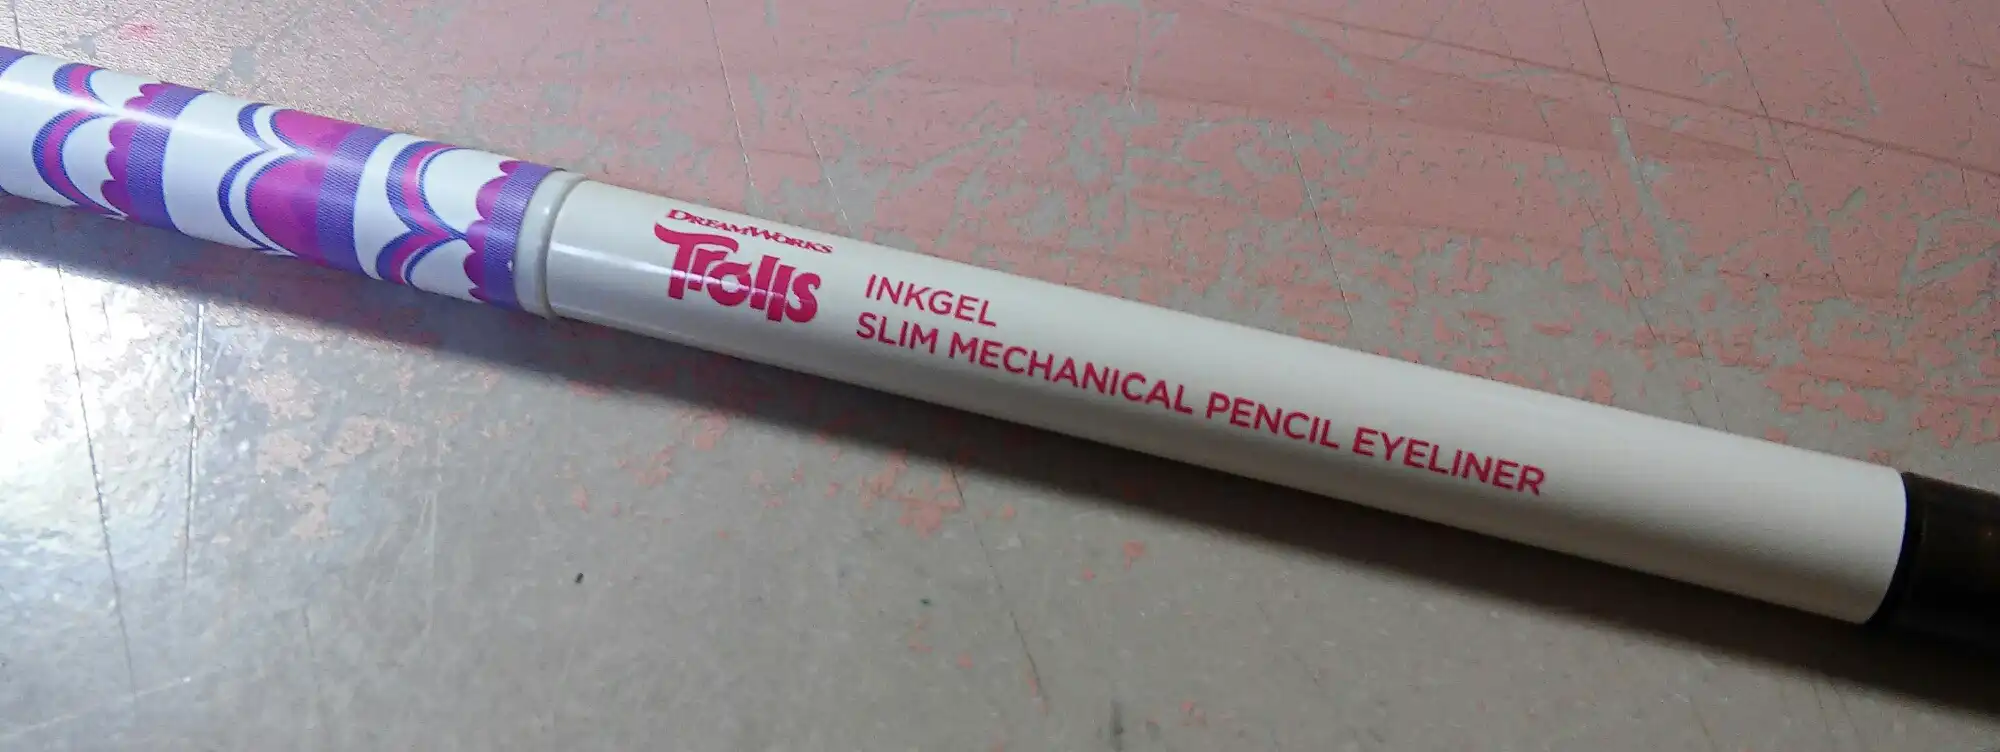 DREAMWORKS
Trolls
INKGEL
SLIM MECHANICAL PENCIL EYELINER